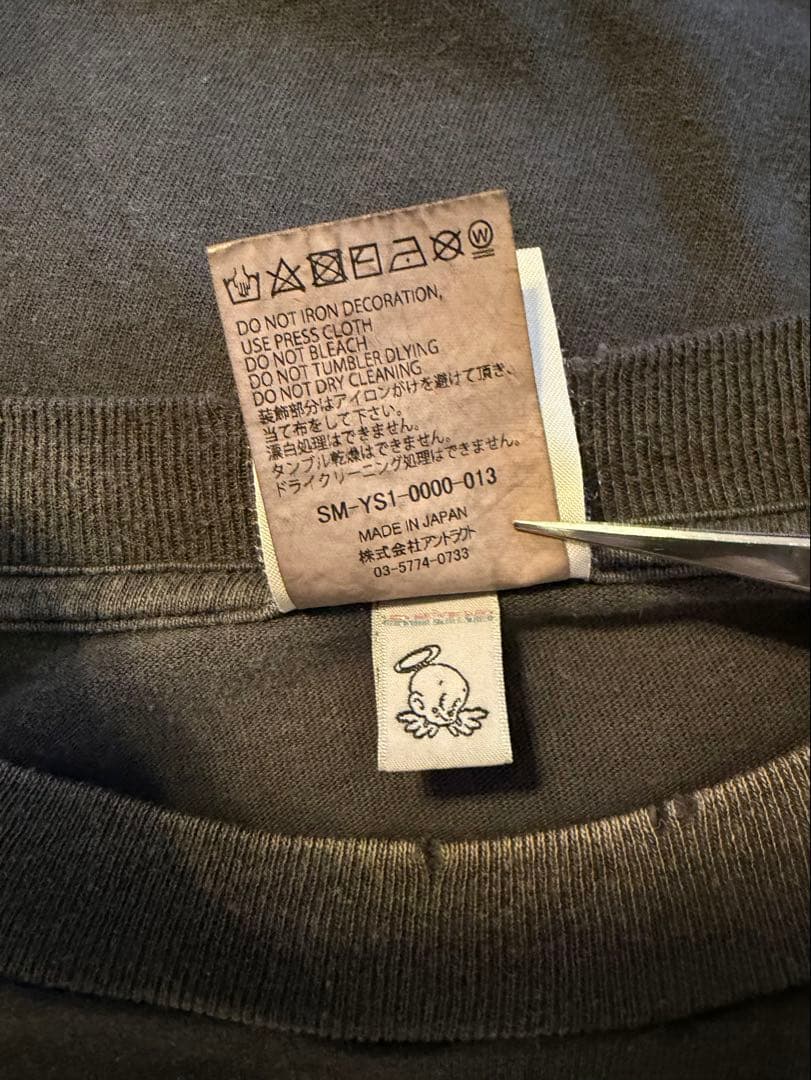 W
DO NOT IRON DECORATION,
USE PRESS CLOTH
DO NOT BLEACH
DO NOT TUMBLER DLYING
DO NOT DRY CLEANING
装飾部分はアイロンがけを避けて頂き、
当て布をして下さい。
漂白処理はできません。
タンブル乾燥はできません。
ドライクリーニング処理はできません。
SM-YS1-0000-013
MADE IN JAPAN
株式会社アントラクト
03-5774-0733